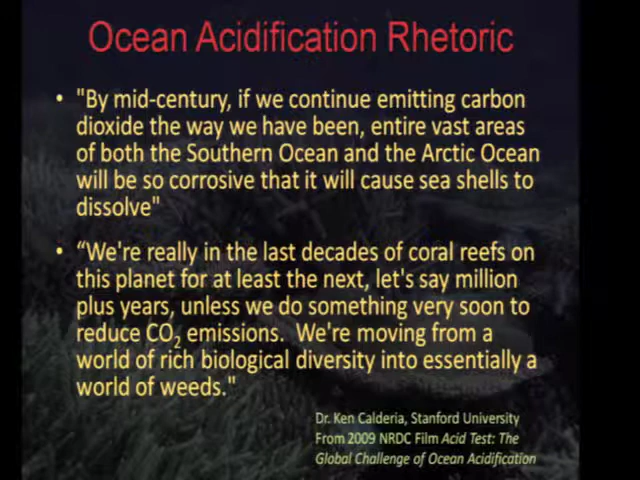 Ocean Acidification Rhetoric
• "By mid-century, if we continue emitting carbon
dioxide the way we have been, entire vast areas
of both the Southern Ocean and the Arctic Ocean
will be so corrosive that it will cause sea shells to
dissolve"
• “We're really in the last decades of coral reefs on
this planet for at least the next, let's say million
plus years, unless we do something very soon to
reduce CO2 emissions. We're moving from a
world of rich biological diversity into essentially a
world of weeds."
Dr. Ken Calderia, Stanford University
From 2009 NRDC Film Acid Test: The
Global Challenge of Ocean Acidification